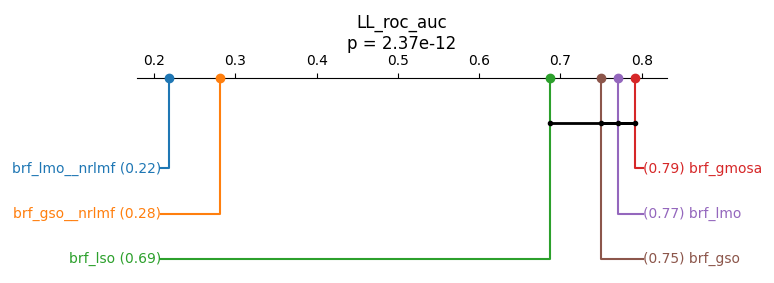 LL_roc_auc
p = 2.37e-12
0.2 0.3 0.4 0.5 0.6 0.7 0.8
brf_lmo__nrlmf (0.22) (0.79) brf_gmosa
brf_gso__nrlmf (0.28) (0.77) brf_lmo
brf_lso (0.69) (0.75) brf_gso